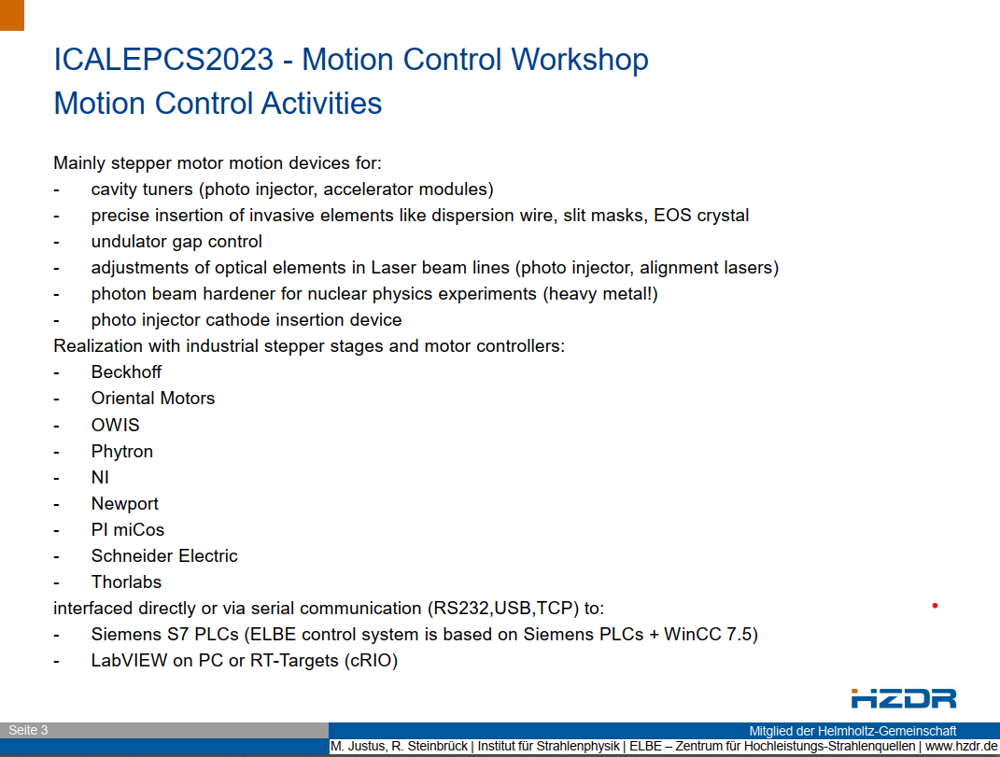 ICALEPCS2023 - Motion Control Workshop
Motion Control Activities
Mainly stepper motor motion devices for:
- cavity tuners (photo injector, accelerator modules)
- precise insertion of invasive elements like dispersion wire, slit masks, EOS crystal
- undulator gap control
- adjustments of optical elements in Laser beam lines (photo injector, alignment lasers)
- photon beam hardener for nuclear physics experiments (heavy metal!)
- photo injector cathode insertion device
Realization with industrial stepper stages and motor controllers:
- Beckhoff
- Oriental Motors
- OWIS
- Phytron
- NI
- Newport
- PI miCos
- Schneider Electric
- Thorlabs
interfaced directly or via serial communication (RS232,USB,TCP) to:
- Siemens S7 PLCs (ELBE control system is based on Siemens PLCs + WinCC 7.5)
- LabVIEW on PC or RT-Targets (cRIO)
HZDR
Seite 3
Mitglied der Helmholtz-Gemeinschaft
M. Justus, R. Steinbrück | Institut für Strahlenphysik | ELBE – Zentrum für Hochleistungs-Strahlenquellen | www.hzdr.de